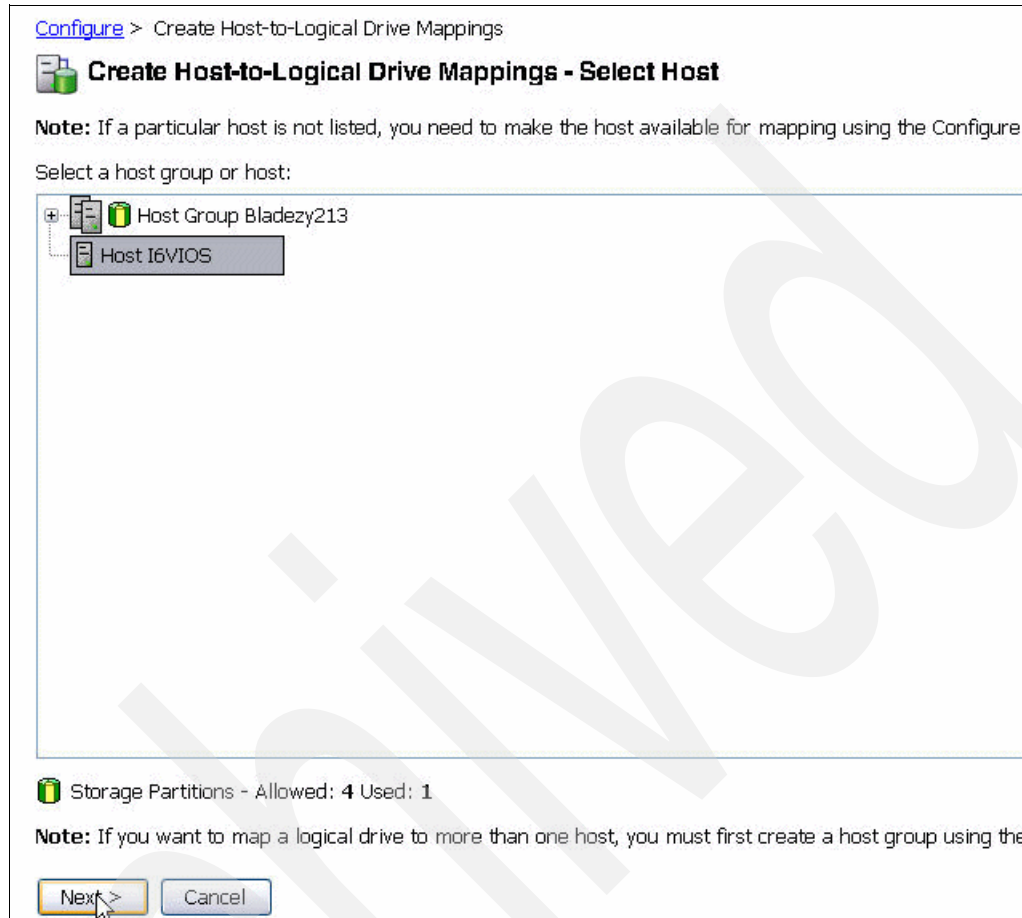 Configure > Create Host-to-Logical Drive Mappings
Create Host-to-Logical Drive Mappings - Select Host
Note: If a particular host is not listed, you need to make the host available for mapping using the Configure
Select a host group or host:
Host Group Bladezy213
Host I6VIOS
Storage Partitions - Allowed: 4 Used: 1
Note: If you want to map a logical drive to more than one host, you must first create a host group using the
Next >
Cancel